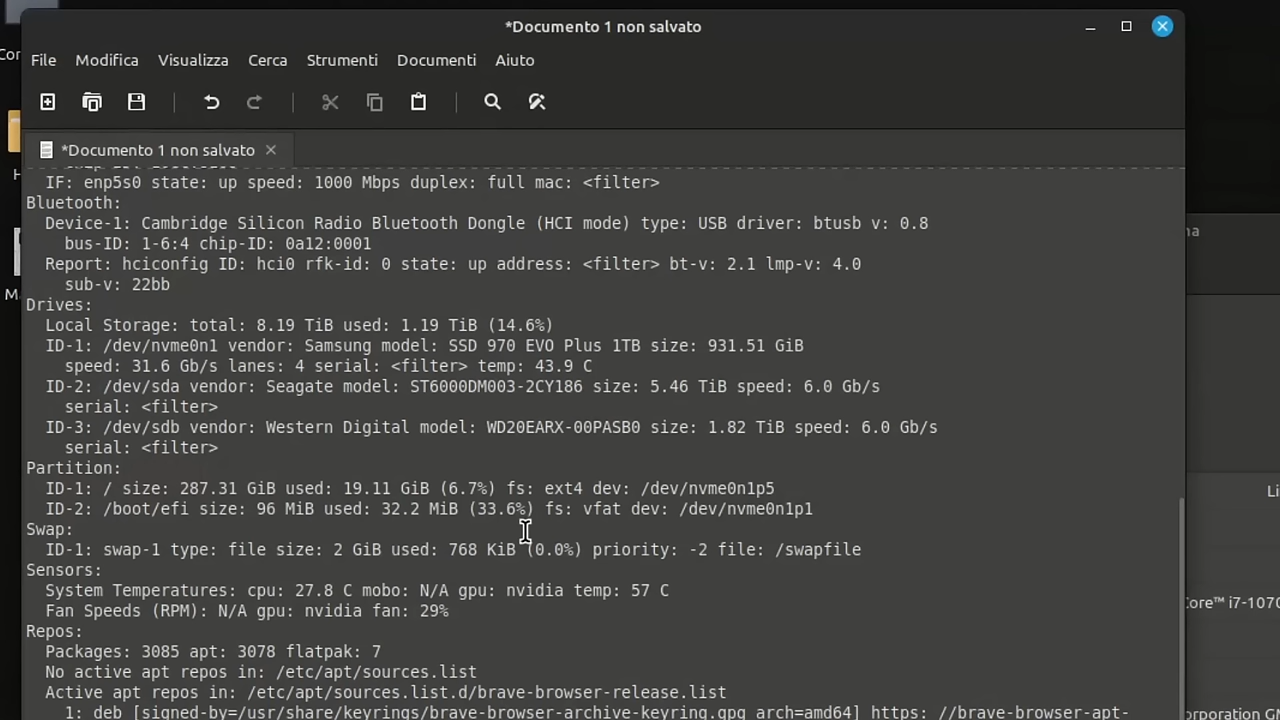 *Documento 1 non salvato
File Modifica Visualizza Cerca Strumenti Documenti Aiuto
*Documento 1 non salvato
IF: enp5s0 state: up speed: 1000 Mbps duplex: full mac: <filter>
Bluetooth:
Device-1: Cambridge Silicon Radio Bluetooth Dongle (HCI mode) type: USB driver: btusb v: 0.8
bus-ID: 1-6:4 chip-ID: 0a12:0001
Report: hciconfig ID: hci0 rfk-id: 0 state: up address: <filter> bt-v: 2.1 lmp-v: 4.0
sub-v: 22bb
Drives:
Local Storage: total: 8.19 TiB used: 1.19 TiB (14.6%)
ID-1: /dev/nvme0n1 vendor: Samsung model: SSD 970 EVO Plus 1TB size: 931.51 GiB
speed: 31.6 Gb/s lanes: 4 serial: <filter> temp: 43.9 C
ID-2: /dev/sda vendor: Seagate model: ST6000DM003-2CY186 size: 5.46 TiB speed: 6.0 Gb/s
serial: <filter>
ID-3: /dev/sdb vendor: Western Digital model: WD20EARX-00PASB0 size: 1.82 TiB speed: 6.0 Gb/s
serial: <filter>
Partition:
ID-1: / size: 287.31 GiB used: 19.11 GiB (6.7%) fs: ext4 dev: /dev/nvme0n1p5
ID-2: /boot/efi size: 96 MiB used: 32.2 MiB (33.6%) fs: vfat dev: /dev/nvme0n1p1
Swap:
ID-1: swap-1 type: file size: 2 GiB used: 768 KiB (0.0%) priority: -2 file: /swapfile
Sensors:
System Temperatures: cpu: 27.8 C mobo: N/A gpu: nvidia temp: 57 C
Fan Speeds (RPM): N/A gpu: nvidia fan: 29%
Repos:
Packages: 3085 apt: 3078 flatpak: 7
No active apt repos in: /etc/apt/sources.list
Active apt repos in: /etc/apt/sources.list.d/brave-browser-release.list
1: deb [signed-by=/usr/share/keyrings/brave-browser-archive-keyring.gpg arch=amd64] https: //brave-browser-apt-
na
Li
Core™ i7-1070